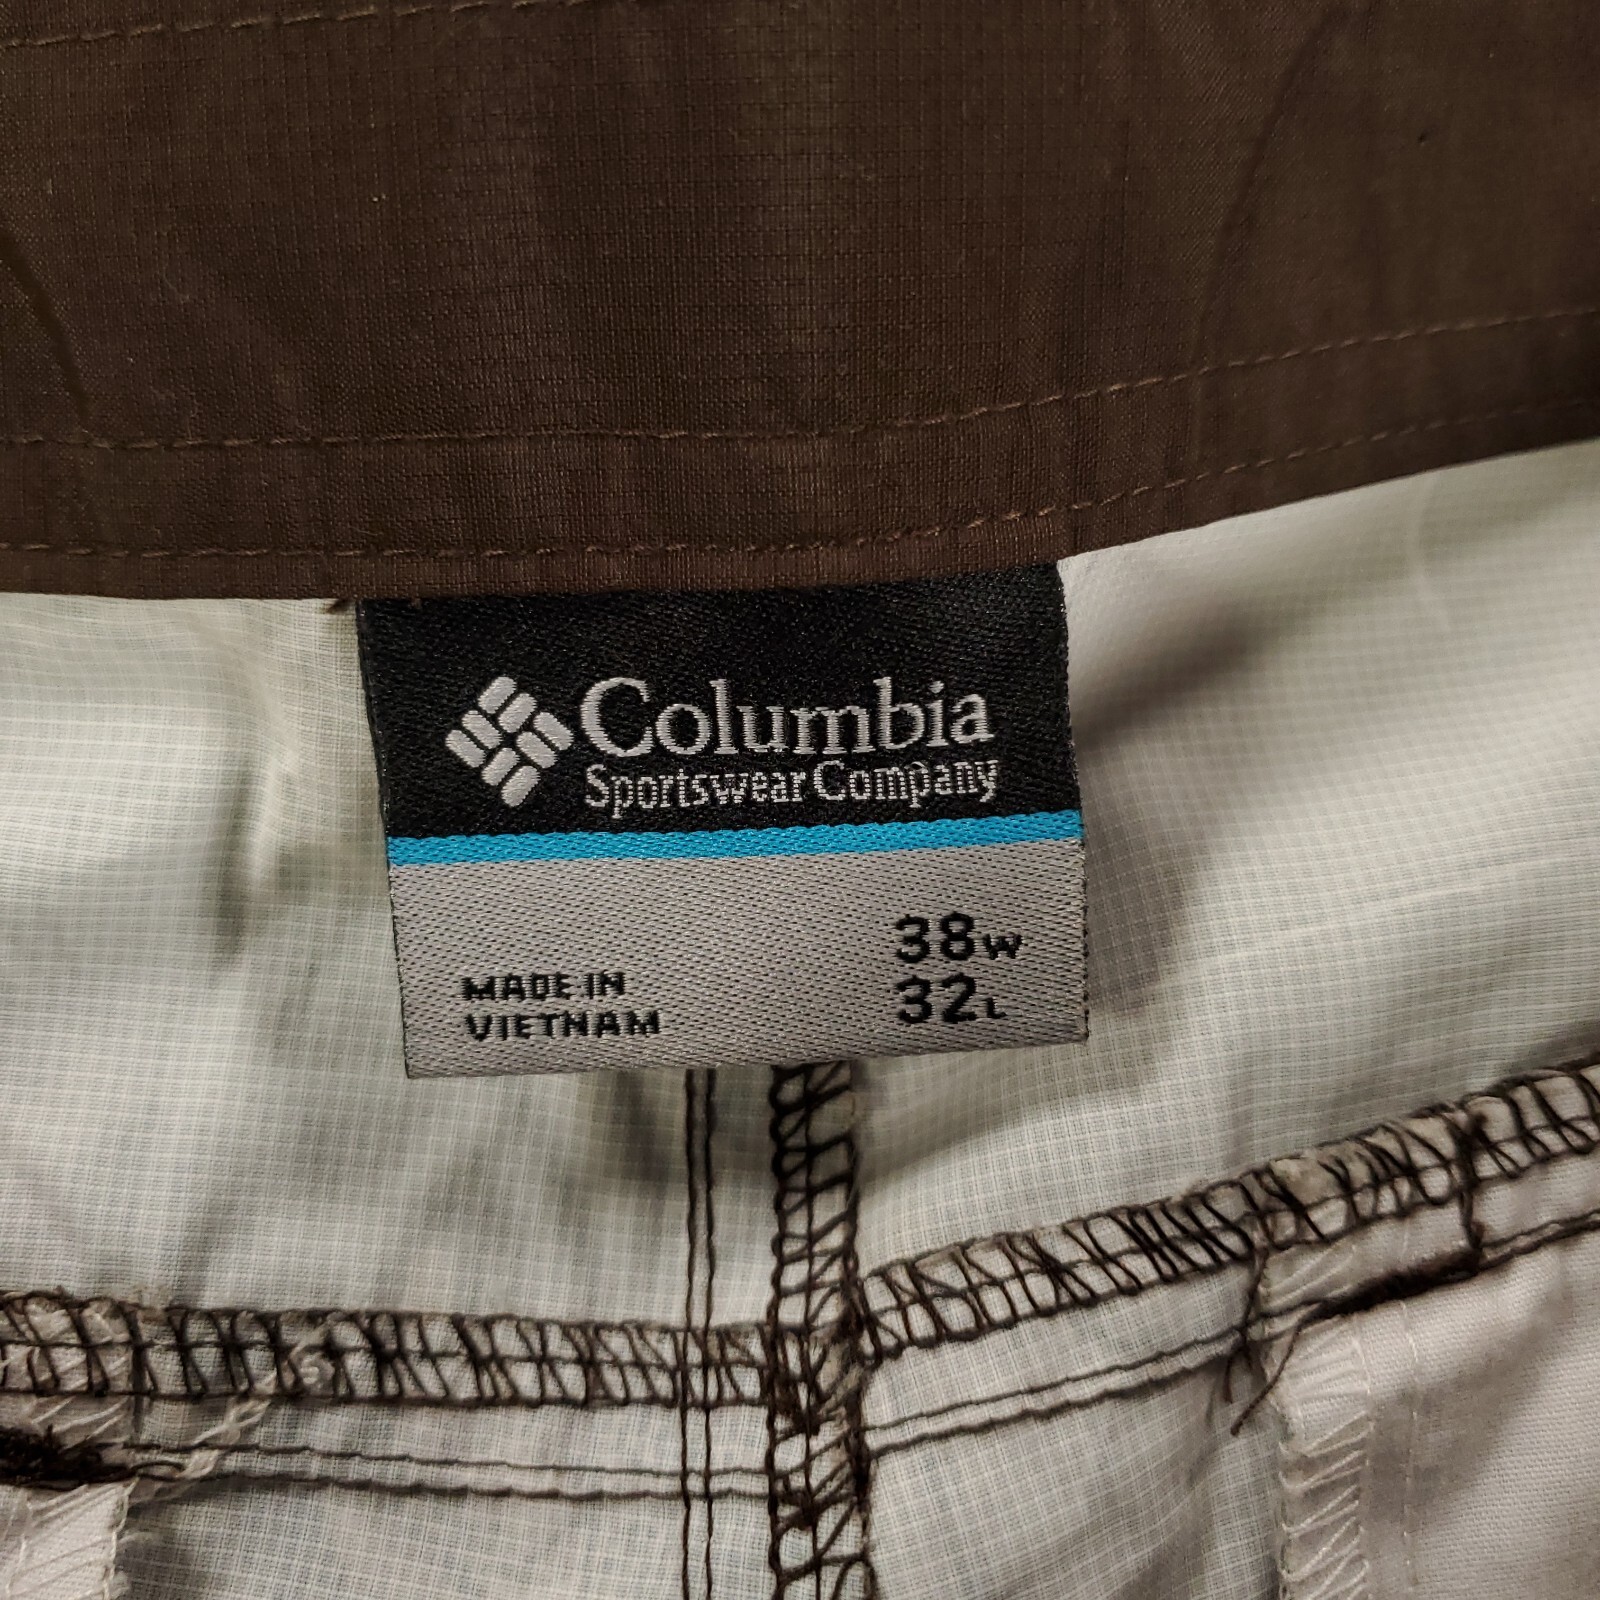 Columbia
Sportswear Company
38W
MADE IN
32L
VIETNAM